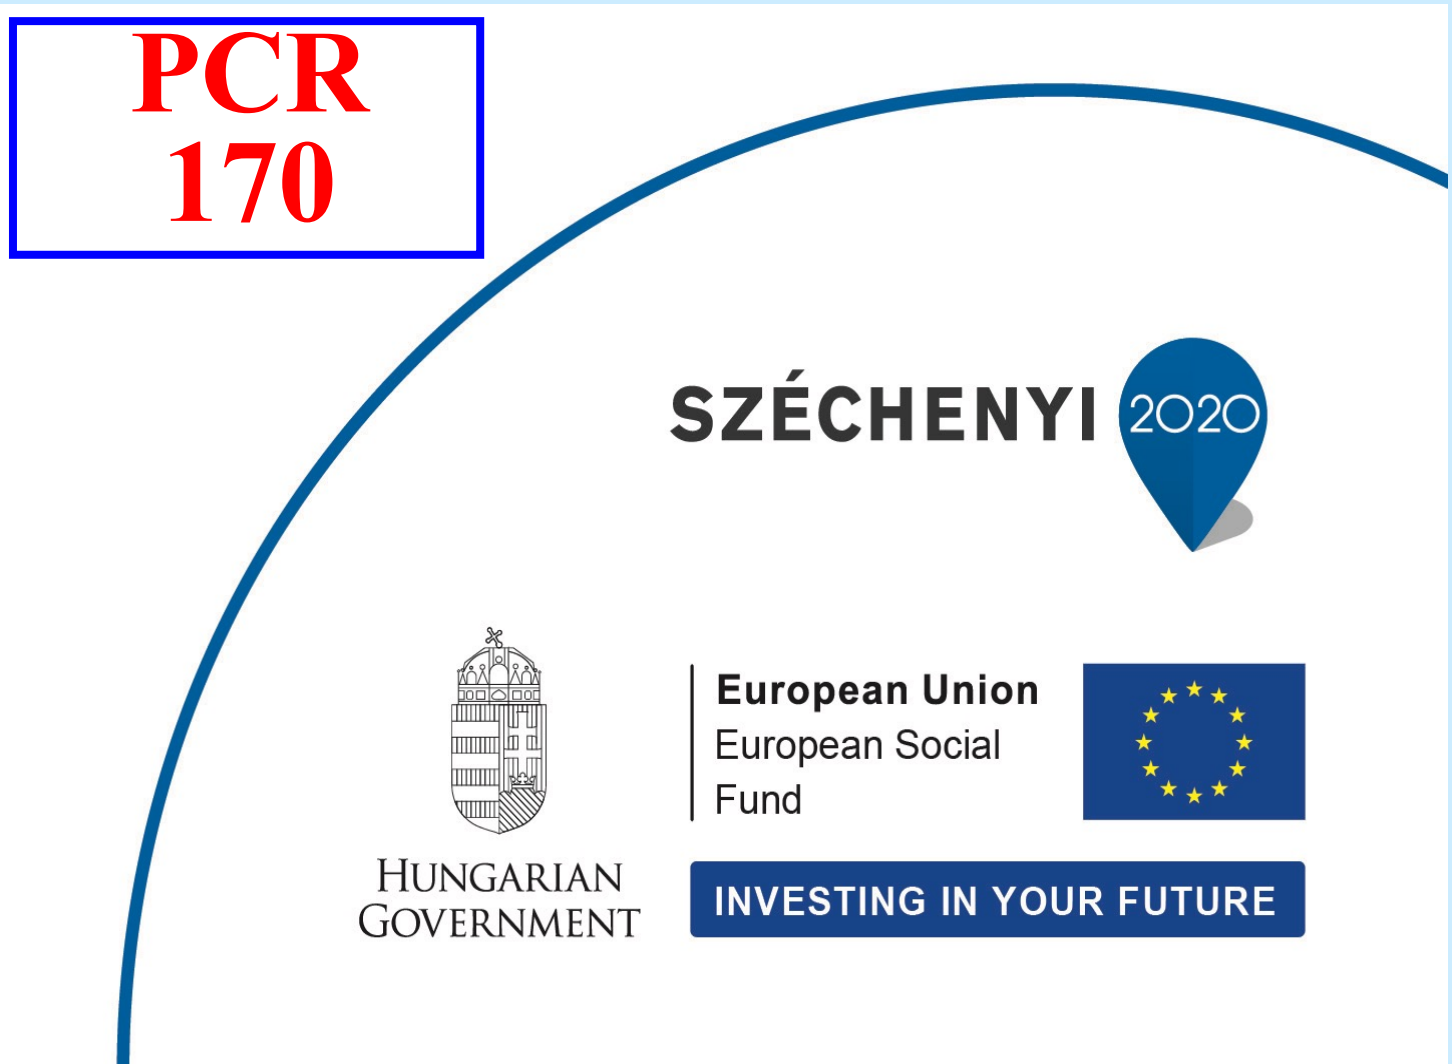 PCR
170
SZÉCHENYI 2020
European Union
European Social
Fund
HUNGARIAN
GOVERNMENT
INVESTING IN YOUR FUTURE